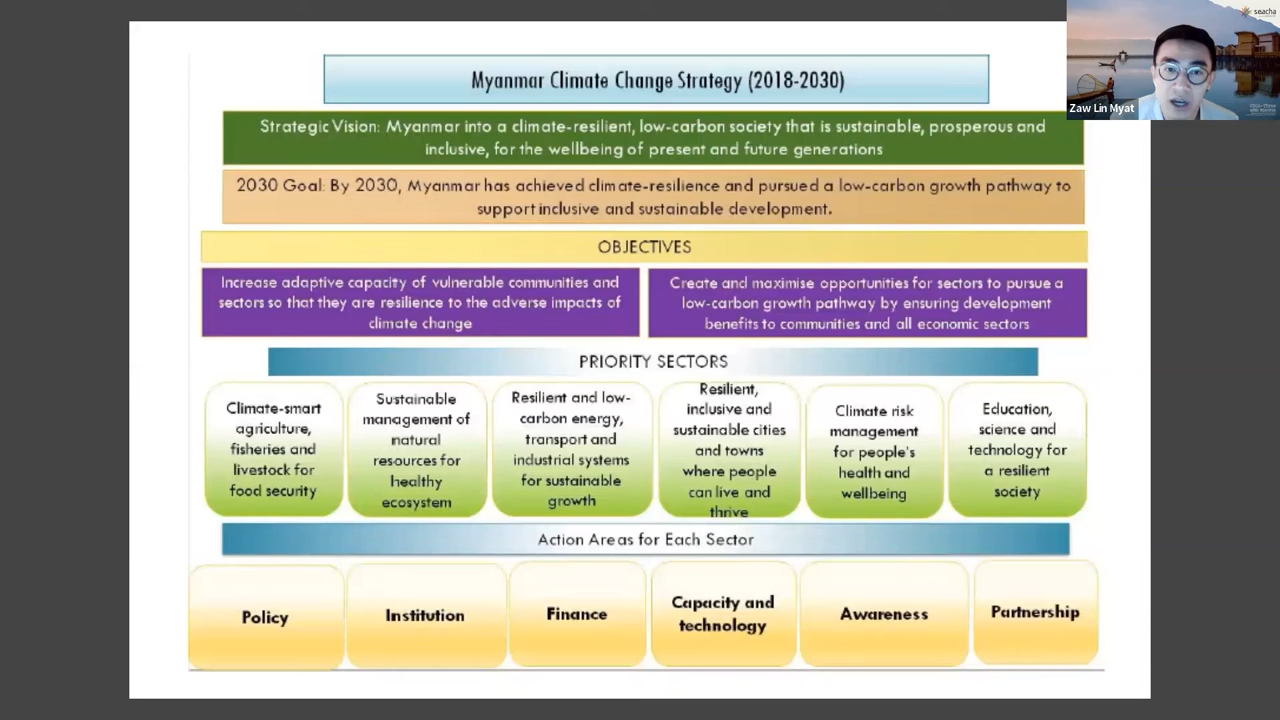 seacha
Zaw Lin Myat
Myanmar Climate Change Strategy (2018-2030)
Strategic Vision: Myanmar into a climate-resilient, low-carbon society that is sustainable, prosperous and
inclusive, for the wellbeing of present and future generations
2030 Goal: By 2030, Myanmar has achieved climate-resilience and pursued a low-carbon growth pathway to
support inclusive and sustainable development.
OBJECTIVES
Increase adaptive capacity of vulnerable communities and
sectors so that they are resilience to the adverse impacts of
climate change
Create and maximise opportunities for sectors to pursue a
low-carbon growth pathway by ensuring development
benefits to communities and all economic sectors
PRIORITY SECTORS
Climate-smart
agriculture,
fisheries and
livestock for
food security
Sustainable
management of
natural
resources for
healthy
ecosystem
Resilient and low-
carbon energy,
transport and
industrial systems
for sustainable
growth
Resilient,
inclusive and
sustainable cities
and towns
where people
can live and
thrive
Climate risk
management
for people's
health and
wellbeing
Education,
science and
technology for
a resilient
society
Action Areas for Each Sector
Policy
Institution
Finance
Capacity and
technology
Awareness
Partnership